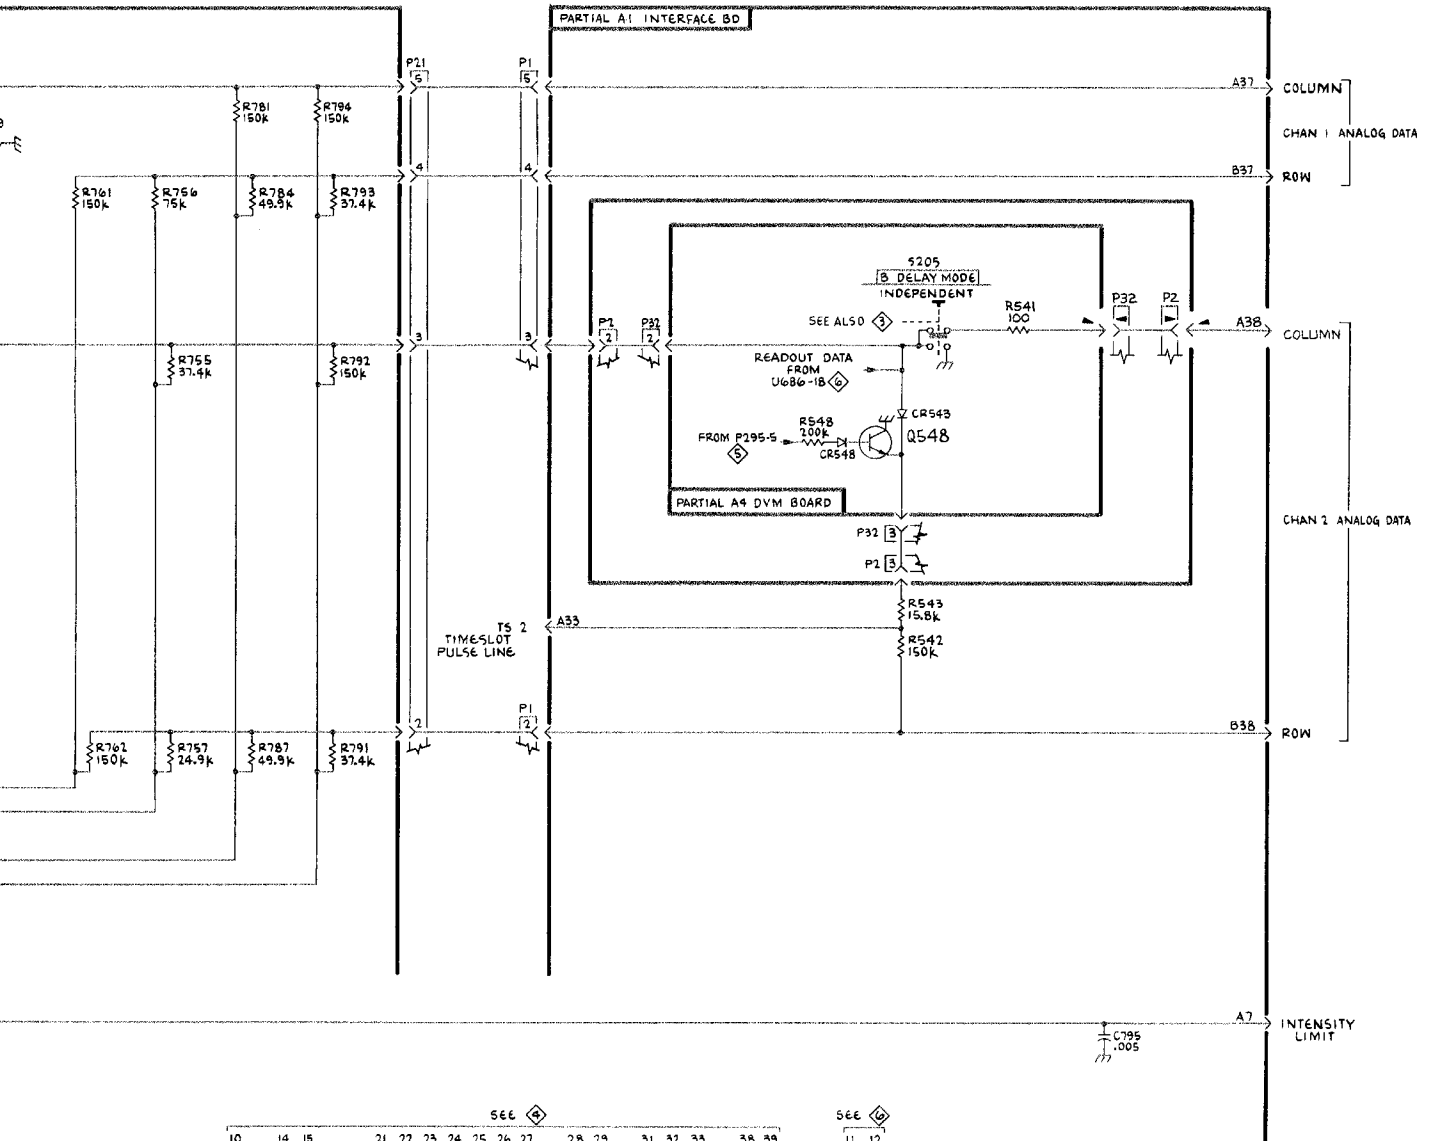 PARTIAL A1 INTERFACE BD
P21
P1
5
5
A37
COLUMN
R781
150k
R794
150k
CHAN 1 ANALOG DATA
4
4
B37
ROW
R761
150k
R756
75k
R784
49.9k
R793
37.4k
S205
B DELAY MODE
INDEPENDENT
R541
100
P32
P2
SEE ALSO 3
A38
COLUMN
P2
2
P32
2
3
3
R755
37.4k
R792
150k
READOUT DATA
FROM
U686-18 6
CR543
R548
200k
Q548
FROM P295-5
5
CR548
PARTIAL A4 DVM BOARD
CHAN 2 ANALOG DATA
P32 3
P2 3
R543
15.8k
TS 2
TIMESLOT
PULSE LINE
A33
R542
150k
P1
2
2
B38
ROW
R762
150k
R757
24.9k
R787
49.9k
R791
37.4k
A7
INTENSITY
LIMIT
C795
.005
SEE 4
SEE 6
10 14 15 21 22 23 24 25 26 27 28 29 31 32 33 38 39
11 12